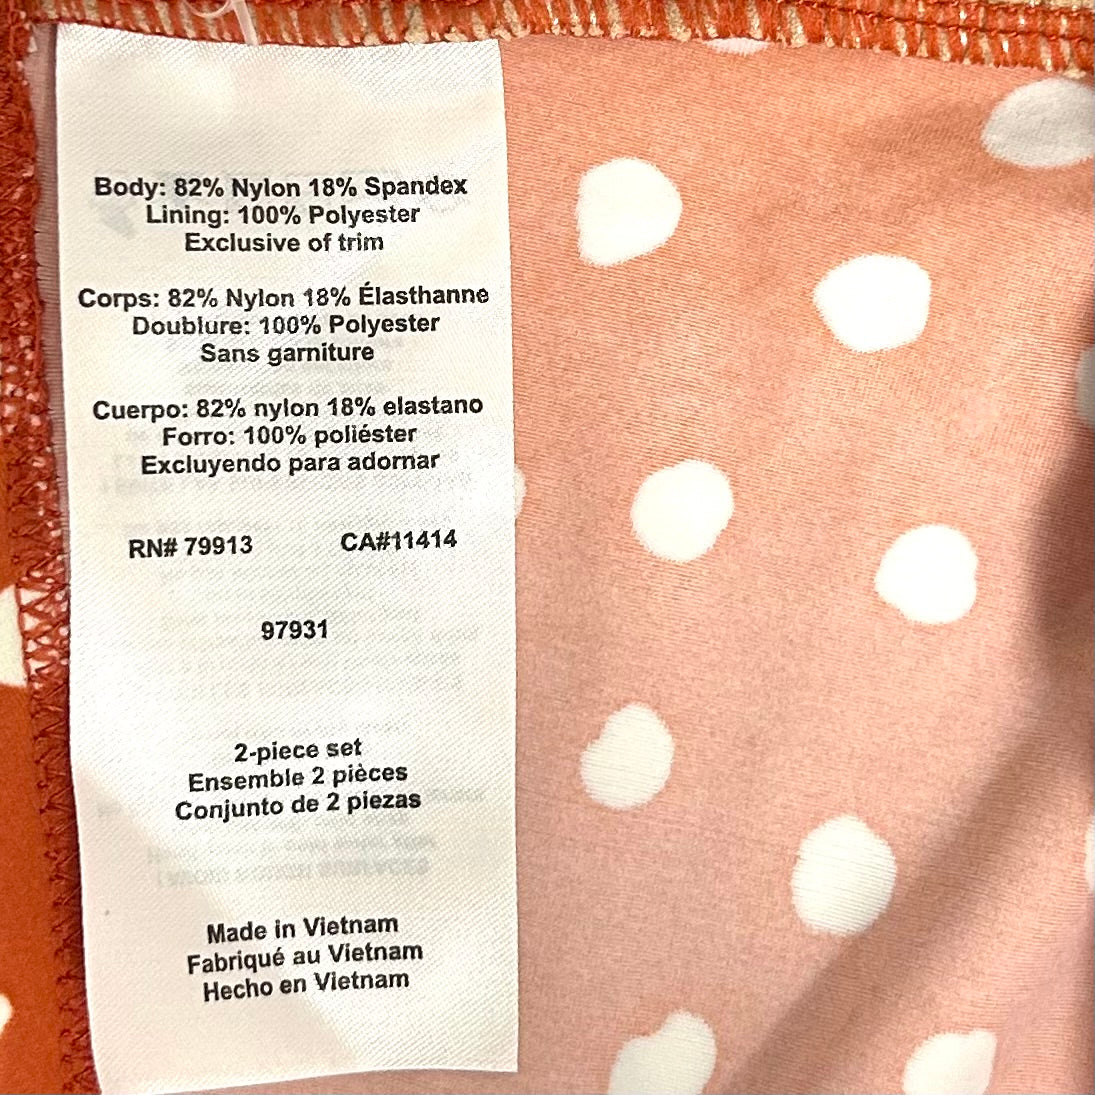 Body: 82% Nylon 18% Spandex
Lining: 100% Polyester
Exclusive of trim
Corps: 82% Nylon 18% Élasthanne
Doublure: 100% Polyester
Sans garniture
Cuerpo: 82% nylon 18% elastano
Forro: 100% poliéster
Excluyendo para adornar
RN# 79913 CA#11414
97931
2-piece set
Ensemble 2 pièces
Conjunto de 2 piezas
Made in Vietnam
Fabriqué au Vietnam
Hecho en Vietnam